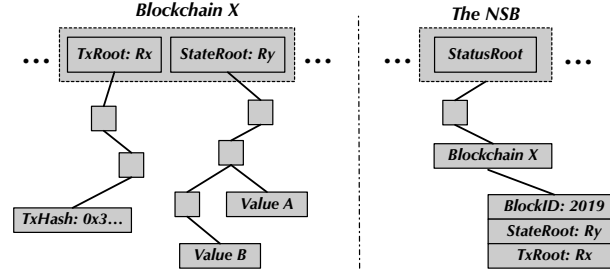 Blockchain X
TxRoot: Rx
StateRoot: Ry
TxHash: 0x3...
Value A
Value B
The NSB
StatusRoot
Blockchain X
BlockID: 2019
StateRoot: Ry
TxRoot: Rx